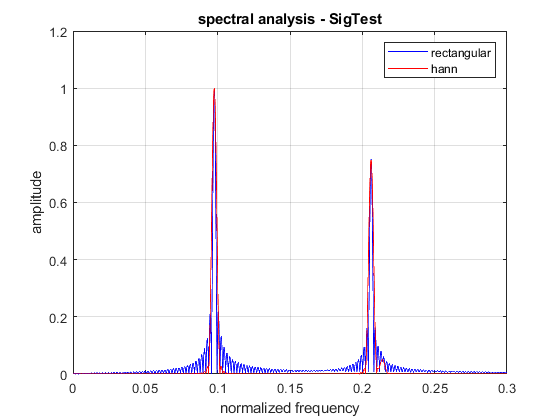 spectral analysis - SigTest
1.2
1
0.8
0.6
0.4
0.2
0
amplitude
rectangular
hann
0 0.05 0.1 0.15 0.2 0.25 0.3
normalized frequency